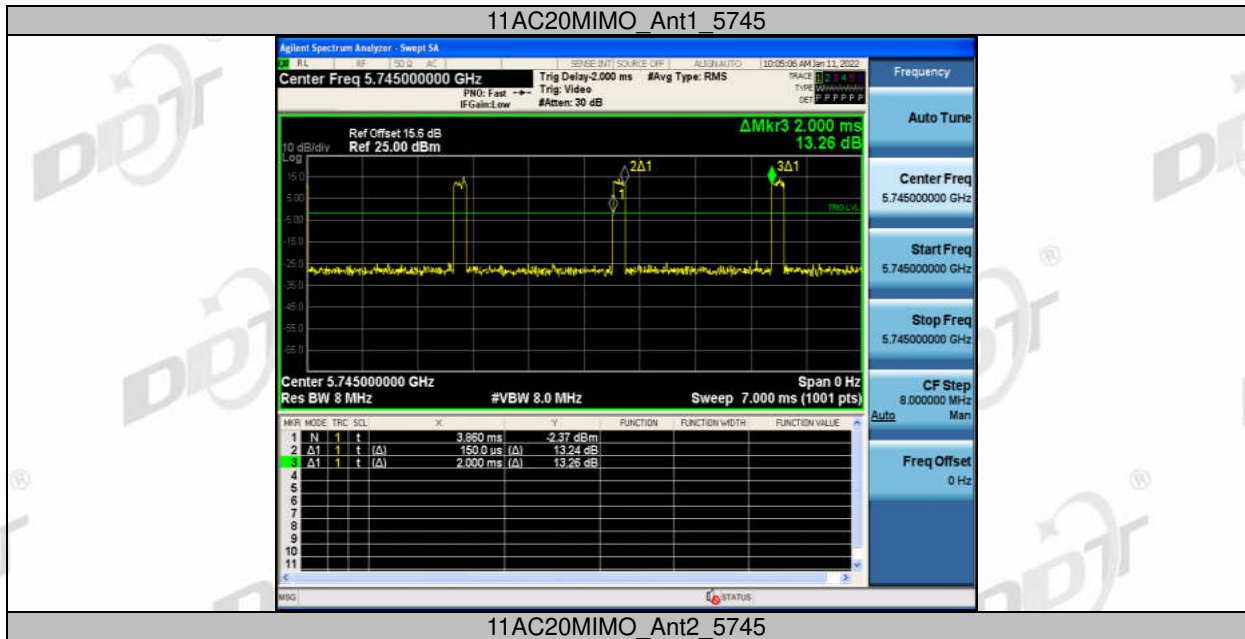 11AC20MIMO_Ant1_5745
Agilent Spectrum Analyzer - Swept SA
RL RF 50 Ω AC SENSE:INT SOURCE OFF ALIGNAUTO 10:05:06 AM Jan 11, 2022
Center Freq 5.745000000 GHz
Trig Delay-2.000 ms #Avg Type: RMS
TRACE 1 2 3 4 5 6
PNO: Fast
Trig: Video
TYPE
IFGain:Low
#Atten: 30 dB
DET P P P P P P
Frequency
Auto Tune
ΔMkr3 2.000 ms
13.26 dB
Ref Offset 15.6 dB
10 dB/div Ref 25.00 dBm
Log
15.0
5.00
-5.00
-15.0
-25.0
-35.0
-45.0
-55.0
-65.0
2Δ1
3Δ1
1
TRIG LVL
Center Freq
5.745000000 GHz
Start Freq
5.745000000 GHz
Stop Freq
5.745000000 GHz
CF Step
8.000000 MHz
Auto Man
Freq Offset
0 Hz
Center 5.745000000 GHz Span 0 Hz
Res BW 8 MHz #VBW 8.0 MHz Sweep 7.000 ms (1001 pts)
MKR MODE TRC SCL X Y FUNCTION FUNCTION WIDTH FUNCTION VALUE
1 N 1 t 3.860 ms -2.37 dBm
2 Δ1 1 t (Δ) 150.0 us (Δ) 13.24 dB
3 Δ1 1 t (Δ) 2.000 ms (Δ) 13.26 dB
4
5
6
7
8
9
10
11
MSG STATUS
11AC20MIMO_Ant2_5745